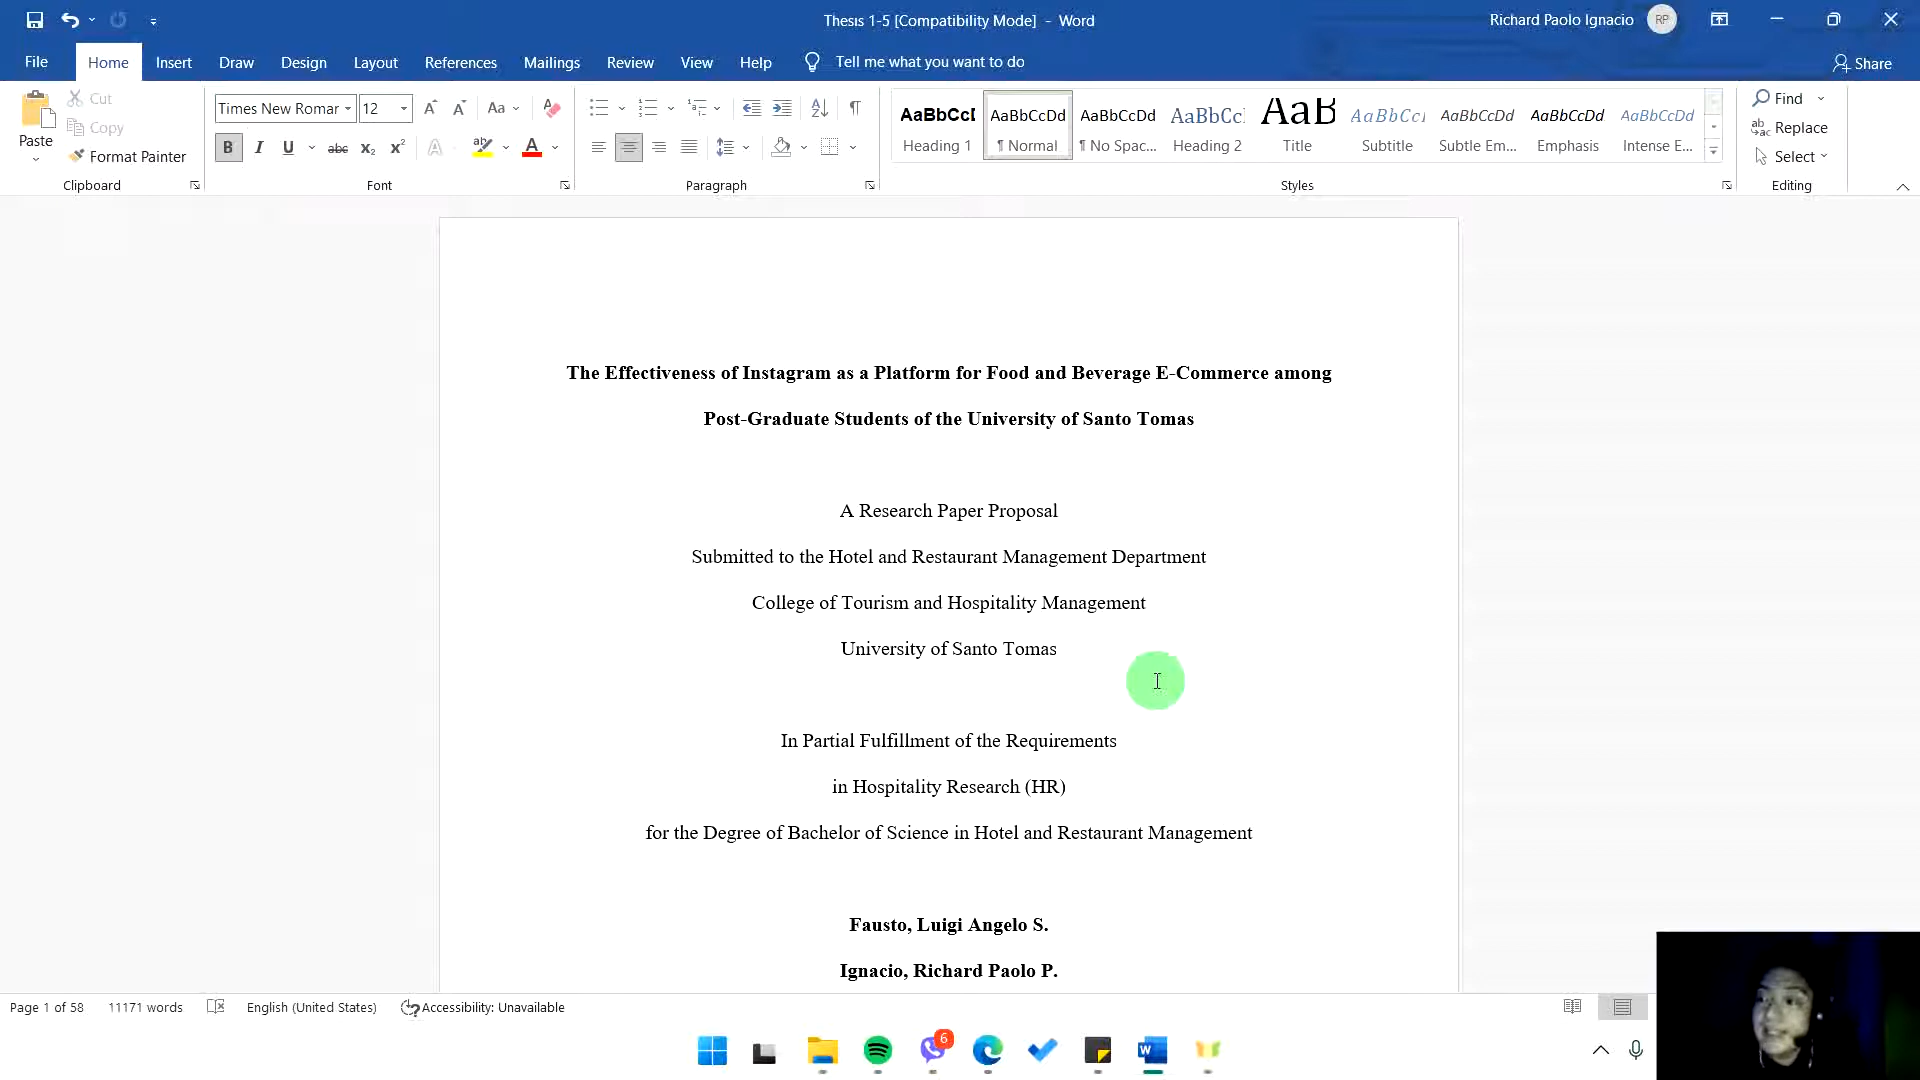 Thesis 1-5 [Compatibility Mode] - Word
Richard Paolo Ignacio
RP
File Home Insert Draw Design Layout References Mailings Review View Help Tell me what you want to do
Share
Paste
Cut
Copy
Format Painter
Clipboard
Times New Roman 12
Font
Paragraph
AaBbCcI AaBbCcDd AaBbCcDd AaBbCc AaB AaBbCc AaBbCcDd AaBbCcDd AaBbCcDd
Heading 1 ¶ Normal ¶ No Spac... Heading 2 Title Subtitle Subtle Em... Emphasis Intense E...
Styles
Find
Replace
Select
Editing
The Effectiveness of Instagram as a Platform for Food and Beverage E-Commerce among
Post-Graduate Students of the University of Santo Tomas
A Research Paper Proposal
Submitted to the Hotel and Restaurant Management Department
College of Tourism and Hospitality Management
University of Santo Tomas
In Partial Fulfillment of the Requirements
in Hospitality Research (HR)
for the Degree of Bachelor of Science in Hotel and Restaurant Management
Fausto, Luigi Angelo S.
Ignacio, Richard Paolo P.
Page 1 of 58 11171 words English (United States) Accessibility: Unavailable
6